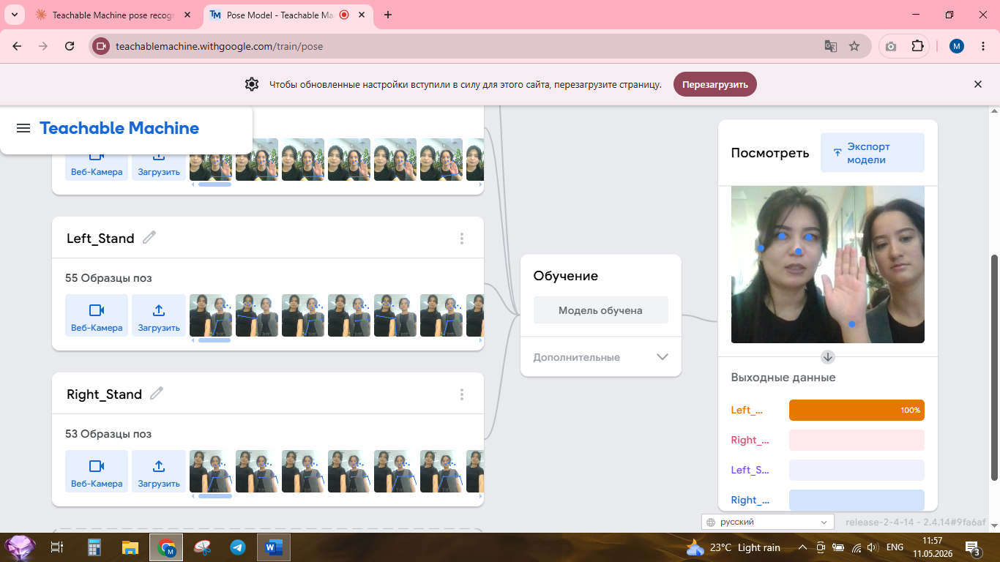 Teachable Machine pose recogr
Pose Model - Teachable Ma
teachablemachine.withgoogle.com/train/pose
M
Чтобы обновленные настройки вступили в силу для этого сайта, перезагрузите страницу.
Перезагрузить
Teachable Machine
Веб-Камера
Загрузить
Left_Stand
55 Образцы поз
Веб-Камера
Загрузить
Right_Stand
53 Образцы поз
Веб-Камера
Загрузить
Обучение
Модель обучена
Дополнительные
Посмотреть
Экспорт
модели
Выходные данные
Left_...
100%
Right_...
Left_S...
Right_...
русский
release-2-4-14 - 2.4.14#9fa6af
23°C Light rain
ENG
11:57
11.05.2026
3